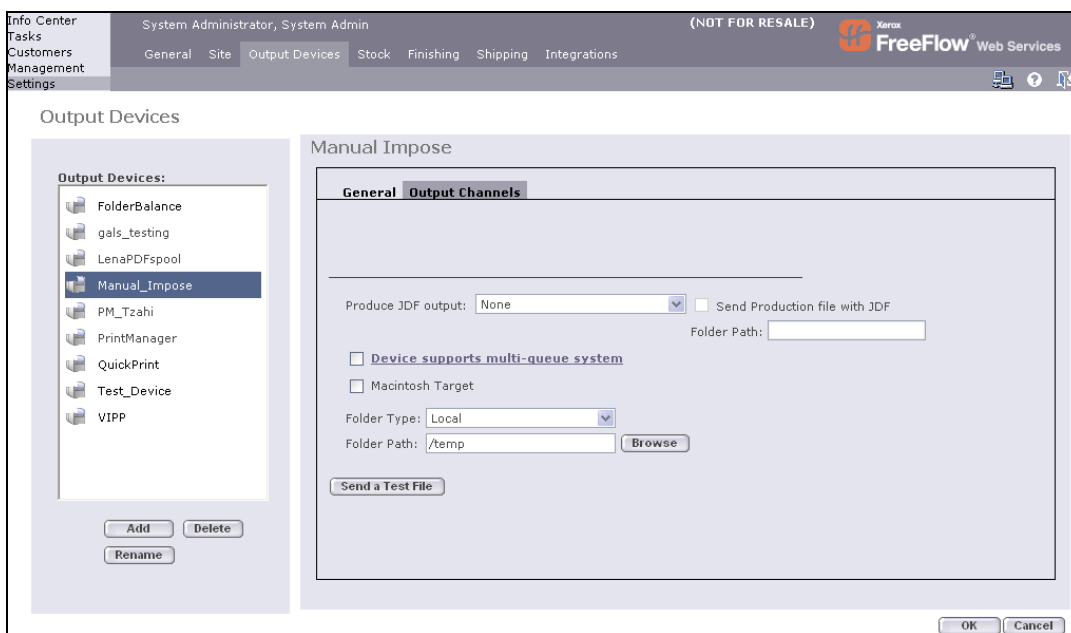 Info Center
Tasks
Customers
Management
Settings
System Administrator, System Admin
(NOT FOR RESALE)
Xerox
FreeFlow® Web Services
General Site Output Devices Stock Finishing Shipping Integrations
Output Devices
Output Devices:
FolderBalance
gals_testing
LenaPDFspool
Manual_Impose
PM_Tzahi
PrintManager
QuickPrint
Test_Device
VIPP
Add Delete
Rename
Manual Impose
General Output Channels
Produce JDF output: None Send Production file with JDF
Folder Path:
Device supports multi-queue system
Macintosh Target
Folder Type: Local
Folder Path: /temp Browse
Send a Test File
OK Cancel